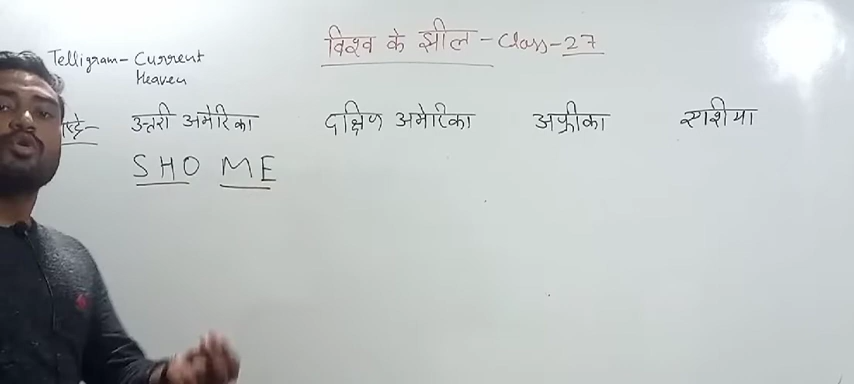 विश्व के झील - Class - 27
Telligram - Current
Heaven
उत्तरी अमेरिका दक्षिण अमेरिका अफ्रीका एशिया
SHO ME